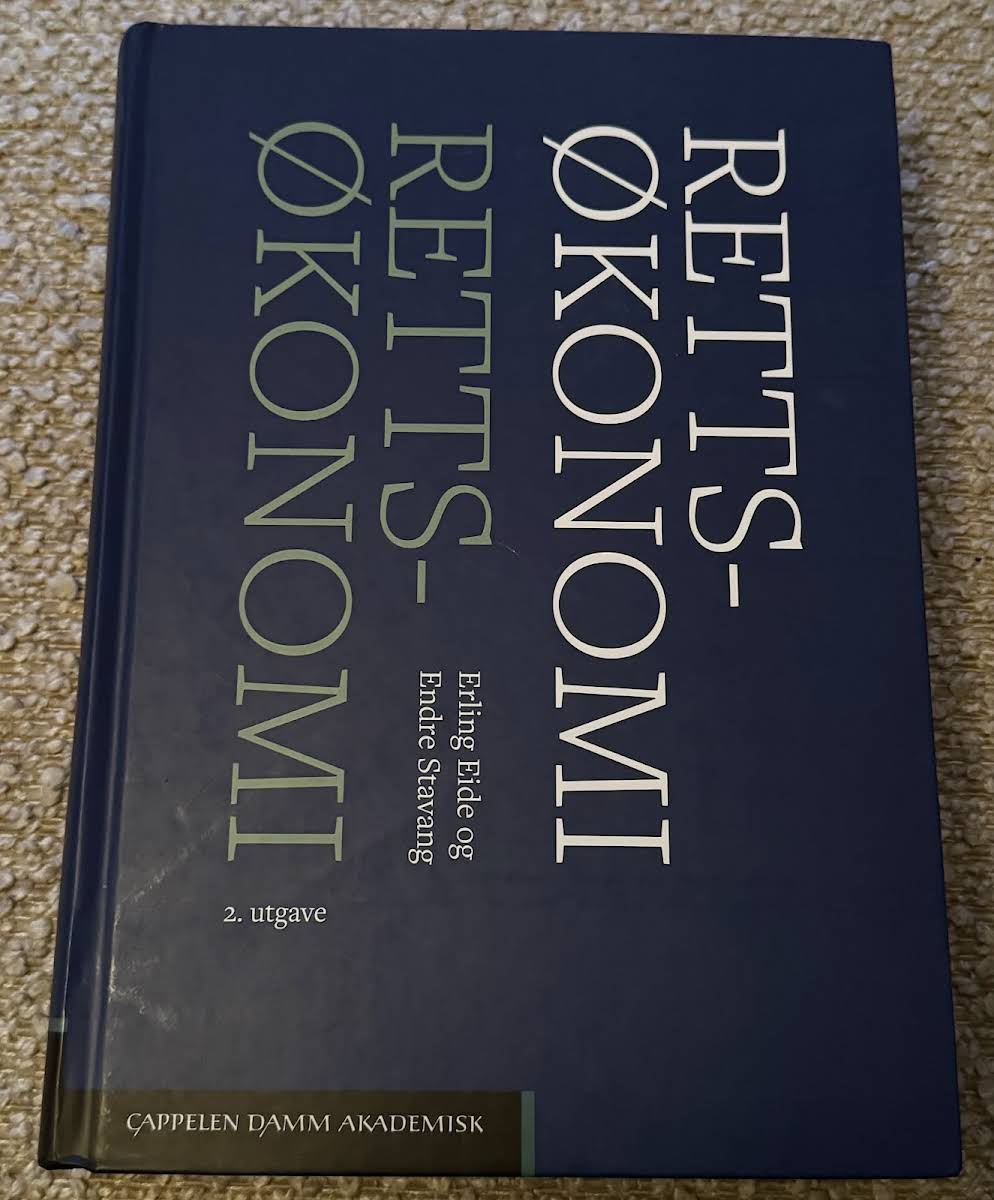 RETTS-
ØKONOMI
RETTS-
ØKONOMI
Erling Eide og
Endre Stavang
2. utgave
CAPPELEN DAMM AKADEMISK